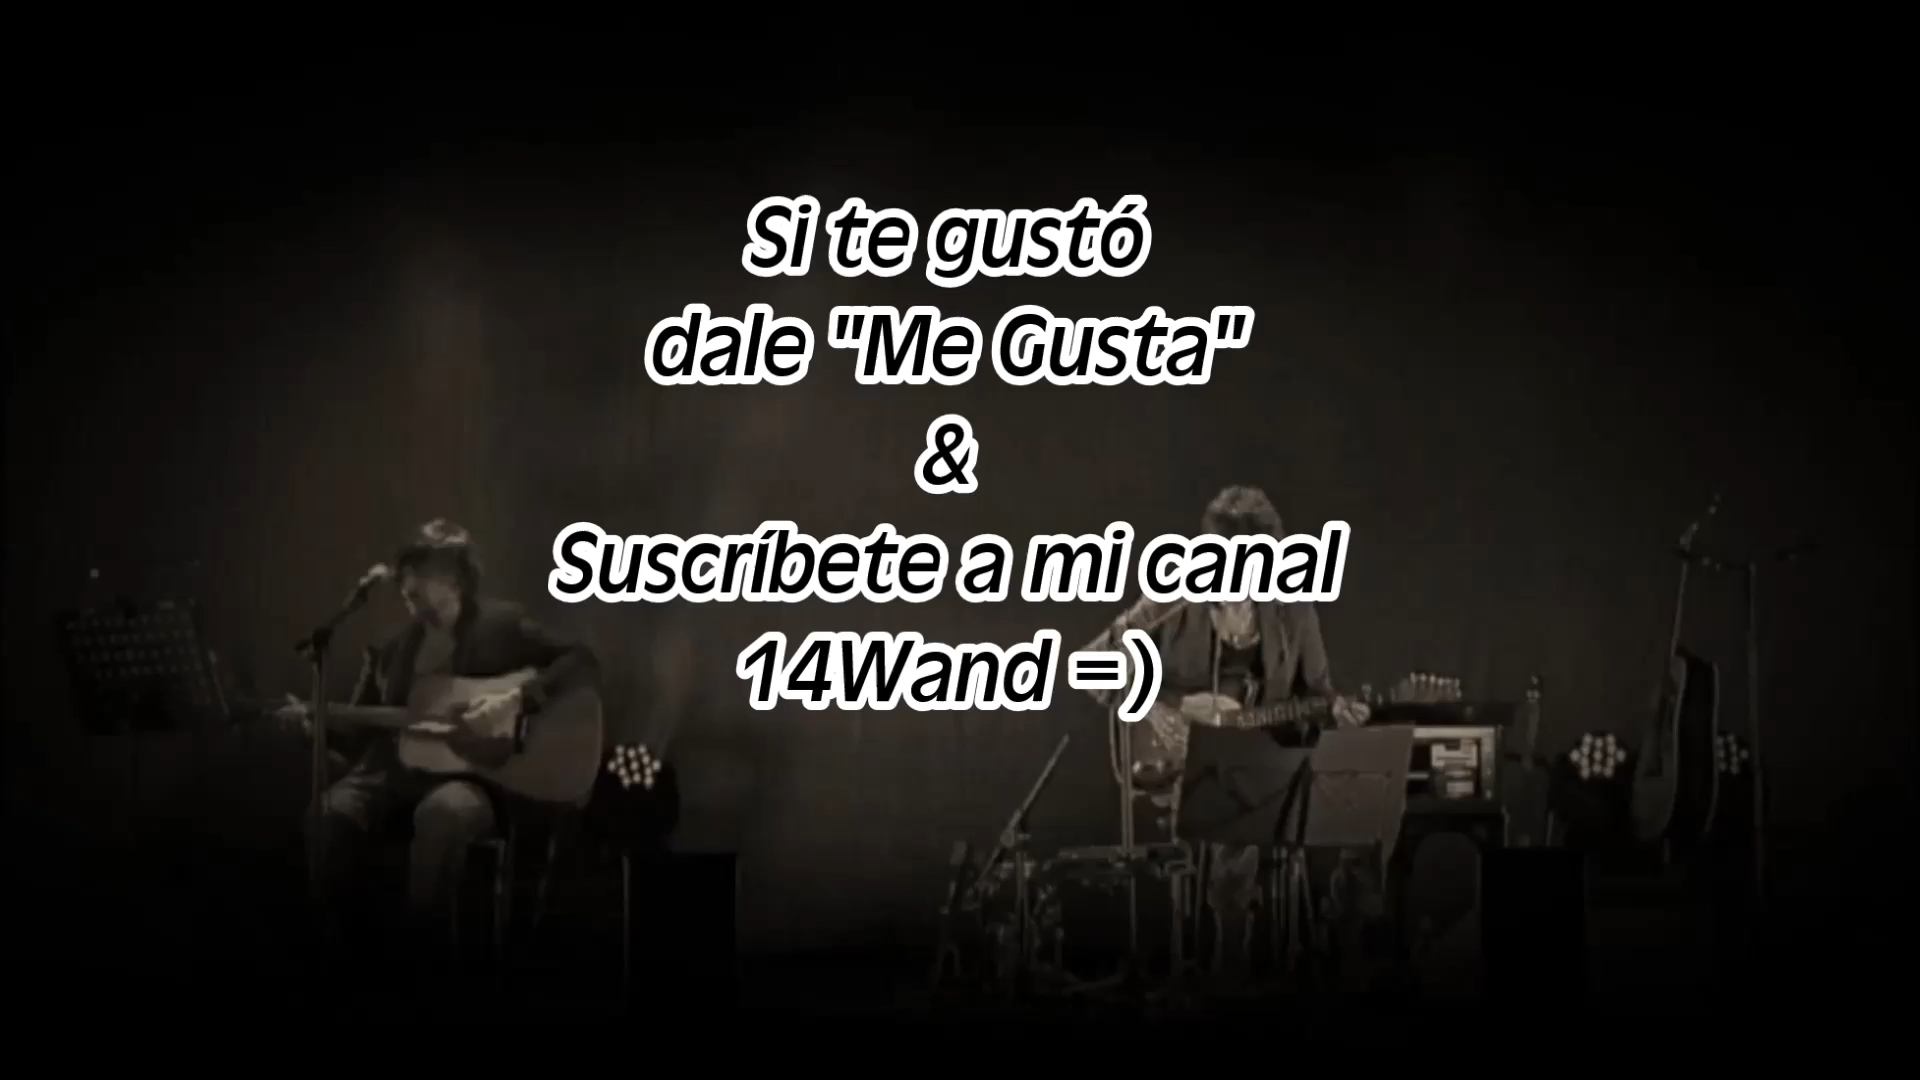 Si te gustó
dale "Me Gusta"
&
Suscríbete a mi canal
14Wand =)